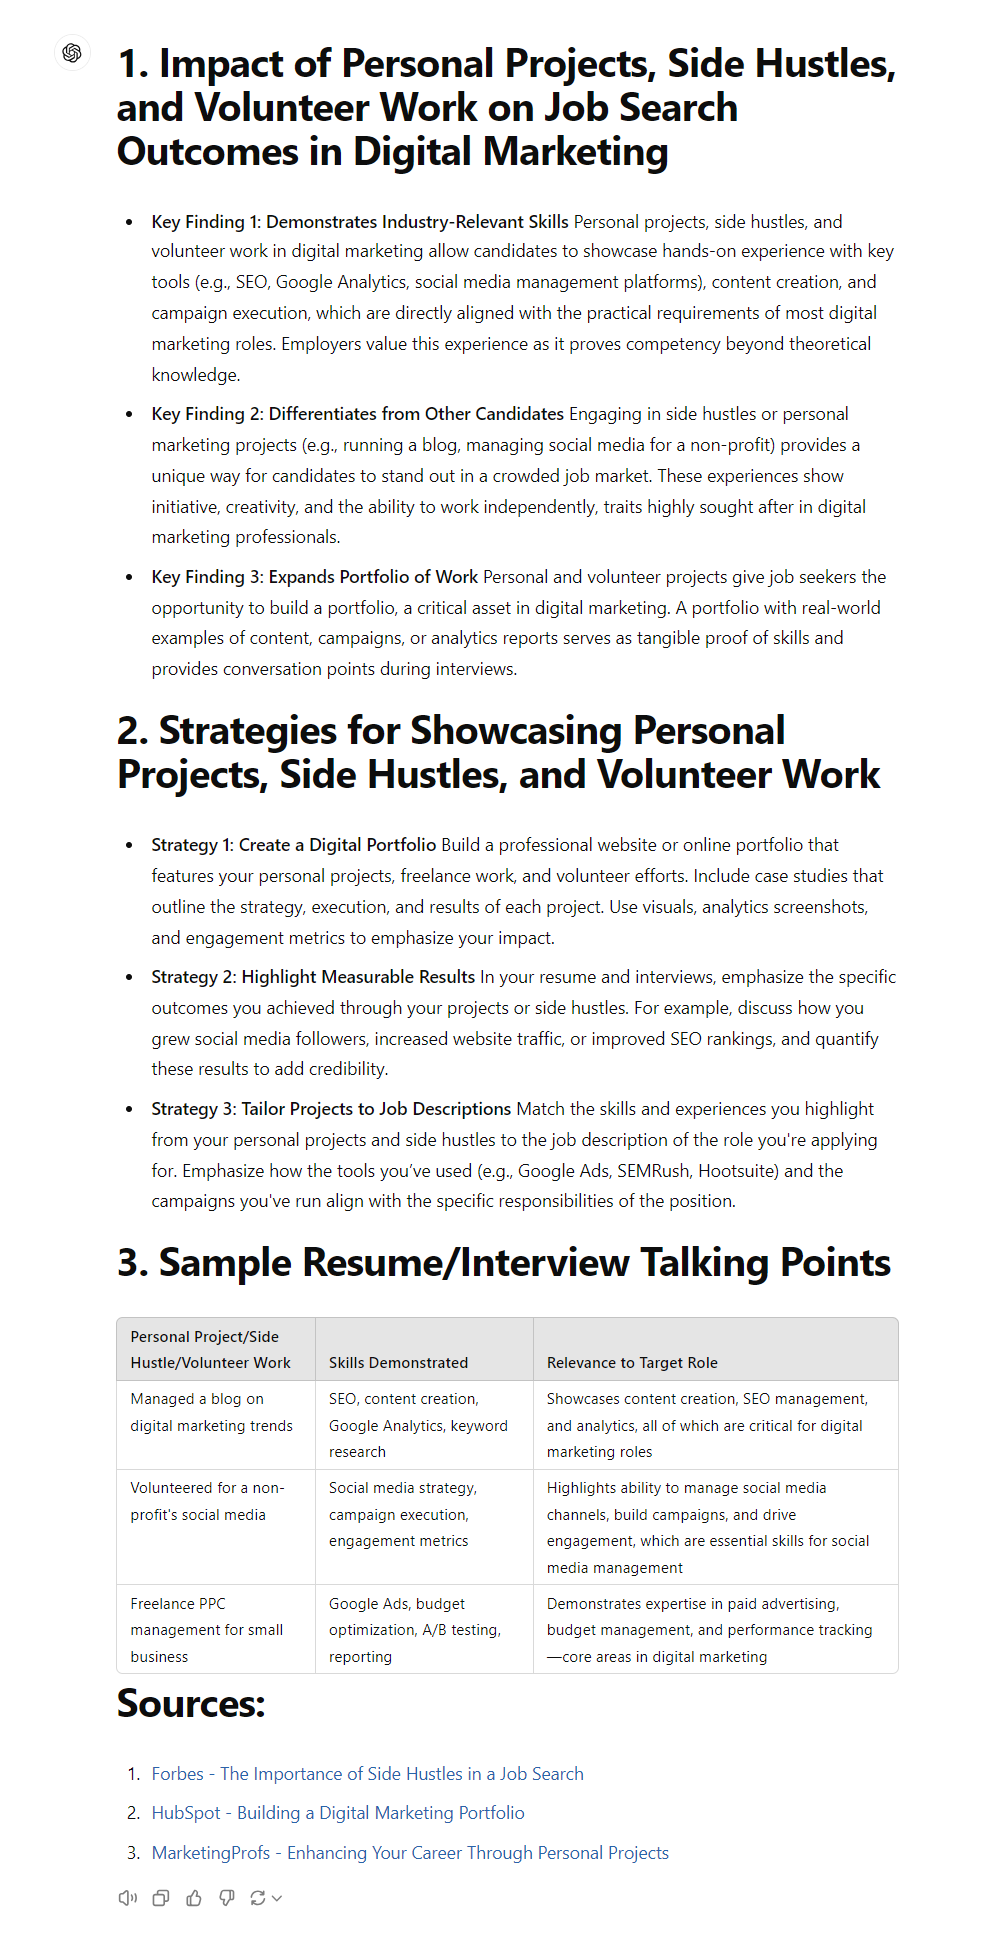 1. Impact of Personal Projects, Side Hustles,
and Volunteer Work on Job Search
Outcomes in Digital Marketing
• Key Finding 1: Demonstrates Industry-Relevant Skills Personal projects, side hustles, and
volunteer work in digital marketing allow candidates to showcase hands-on experience with key
tools (e.g., SEO, Google Analytics, social media management platforms), content creation, and
campaign execution, which are directly aligned with the practical requirements of most digital
marketing roles. Employers value this experience as it proves competency beyond theoretical
knowledge.
• Key Finding 2: Differentiates from Other Candidates Engaging in side hustles or personal
marketing projects (e.g., running a blog, managing social media for a non-profit) provides a
unique way for candidates to stand out in a crowded job market. These experiences show
initiative, creativity, and the ability to work independently, traits highly sought after in digital
marketing professionals.
• Key Finding 3: Expands Portfolio of Work Personal and volunteer projects give job seekers the
opportunity to build a portfolio, a critical asset in digital marketing. A portfolio with real-world
examples of content, campaigns, or analytics reports serves as tangible proof of skills and
provides conversation points during interviews.
2. Strategies for Showcasing Personal
Projects, Side Hustles, and Volunteer Work
• Strategy 1: Create a Digital Portfolio Build a professional website or online portfolio that
features your personal projects, freelance work, and volunteer efforts. Include case studies that
outline the strategy, execution, and results of each project. Use visuals, analytics screenshots,
and engagement metrics to emphasize your impact.
• Strategy 2: Highlight Measurable Results In your resume and interviews, emphasize the specific
outcomes you achieved through your projects or side hustles. For example, discuss how you
grew social media followers, increased website traffic, or improved SEO rankings, and quantify
these results to add credibility.
• Strategy 3: Tailor Projects to Job Descriptions Match the skills and experiences you highlight
from your personal projects and side hustles to the job description of the role you're applying
for. Emphasize how the tools you’ve used (e.g., Google Ads, SEMRush, Hootsuite) and the
campaigns you've run align with the specific responsibilities of the position.
3. Sample Resume/Interview Talking Points
Personal Project/Side
Hustle/Volunteer Work
Skills Demonstrated
Relevance to Target Role
Managed a blog on
digital marketing trends
SEO, content creation,
Google Analytics, keyword
research
Showcases content creation, SEO management,
and analytics, all of which are critical for digital
marketing roles
Volunteered for a non-
profit's social media
Social media strategy,
campaign execution,
engagement metrics
Highlights ability to manage social media
channels, build campaigns, and drive
engagement, which are essential skills for social
media management
Freelance PPC
management for small
business
Google Ads, budget
optimization, A/B testing,
reporting
Demonstrates expertise in paid advertising,
budget management, and performance tracking
—core areas in digital marketing
Sources:
1. Forbes - The Importance of Side Hustles in a Job Search
2. HubSpot - Building a Digital Marketing Portfolio
3. MarketingProfs - Enhancing Your Career Through Personal Projects